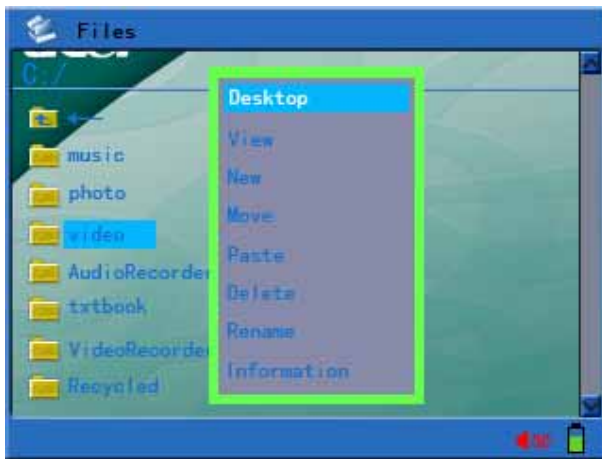 Files
C:/
music
photo
video
AudioRecorder
txtbook
VideoRecorder
Recycled
Desktop
View
New
Move
Paste
Delete
Rename
Information